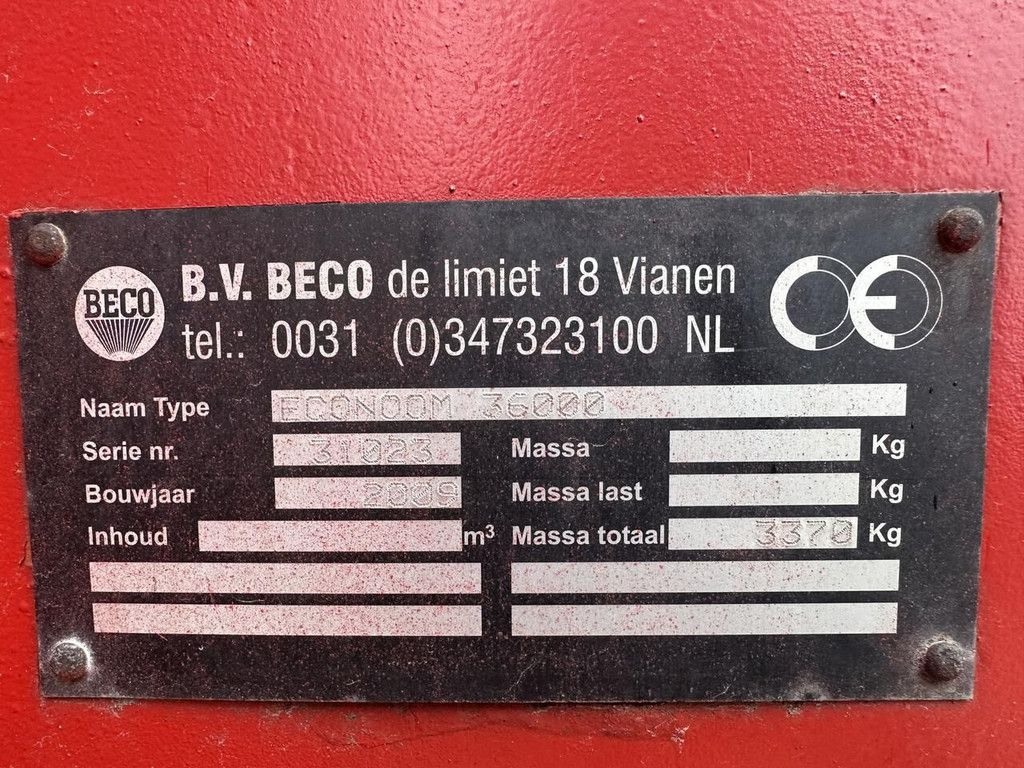 BECO
B.V. BECO de limiet 18 Vianen
tel.: 0031 (0)347323100 NL
CE
Naam Type ECONOOM 36000
Serie nr. 31023 Massa Kg
Bouwjaar 2009 Massa last Kg
Inhoud m³ Massa totaal 3370 Kg